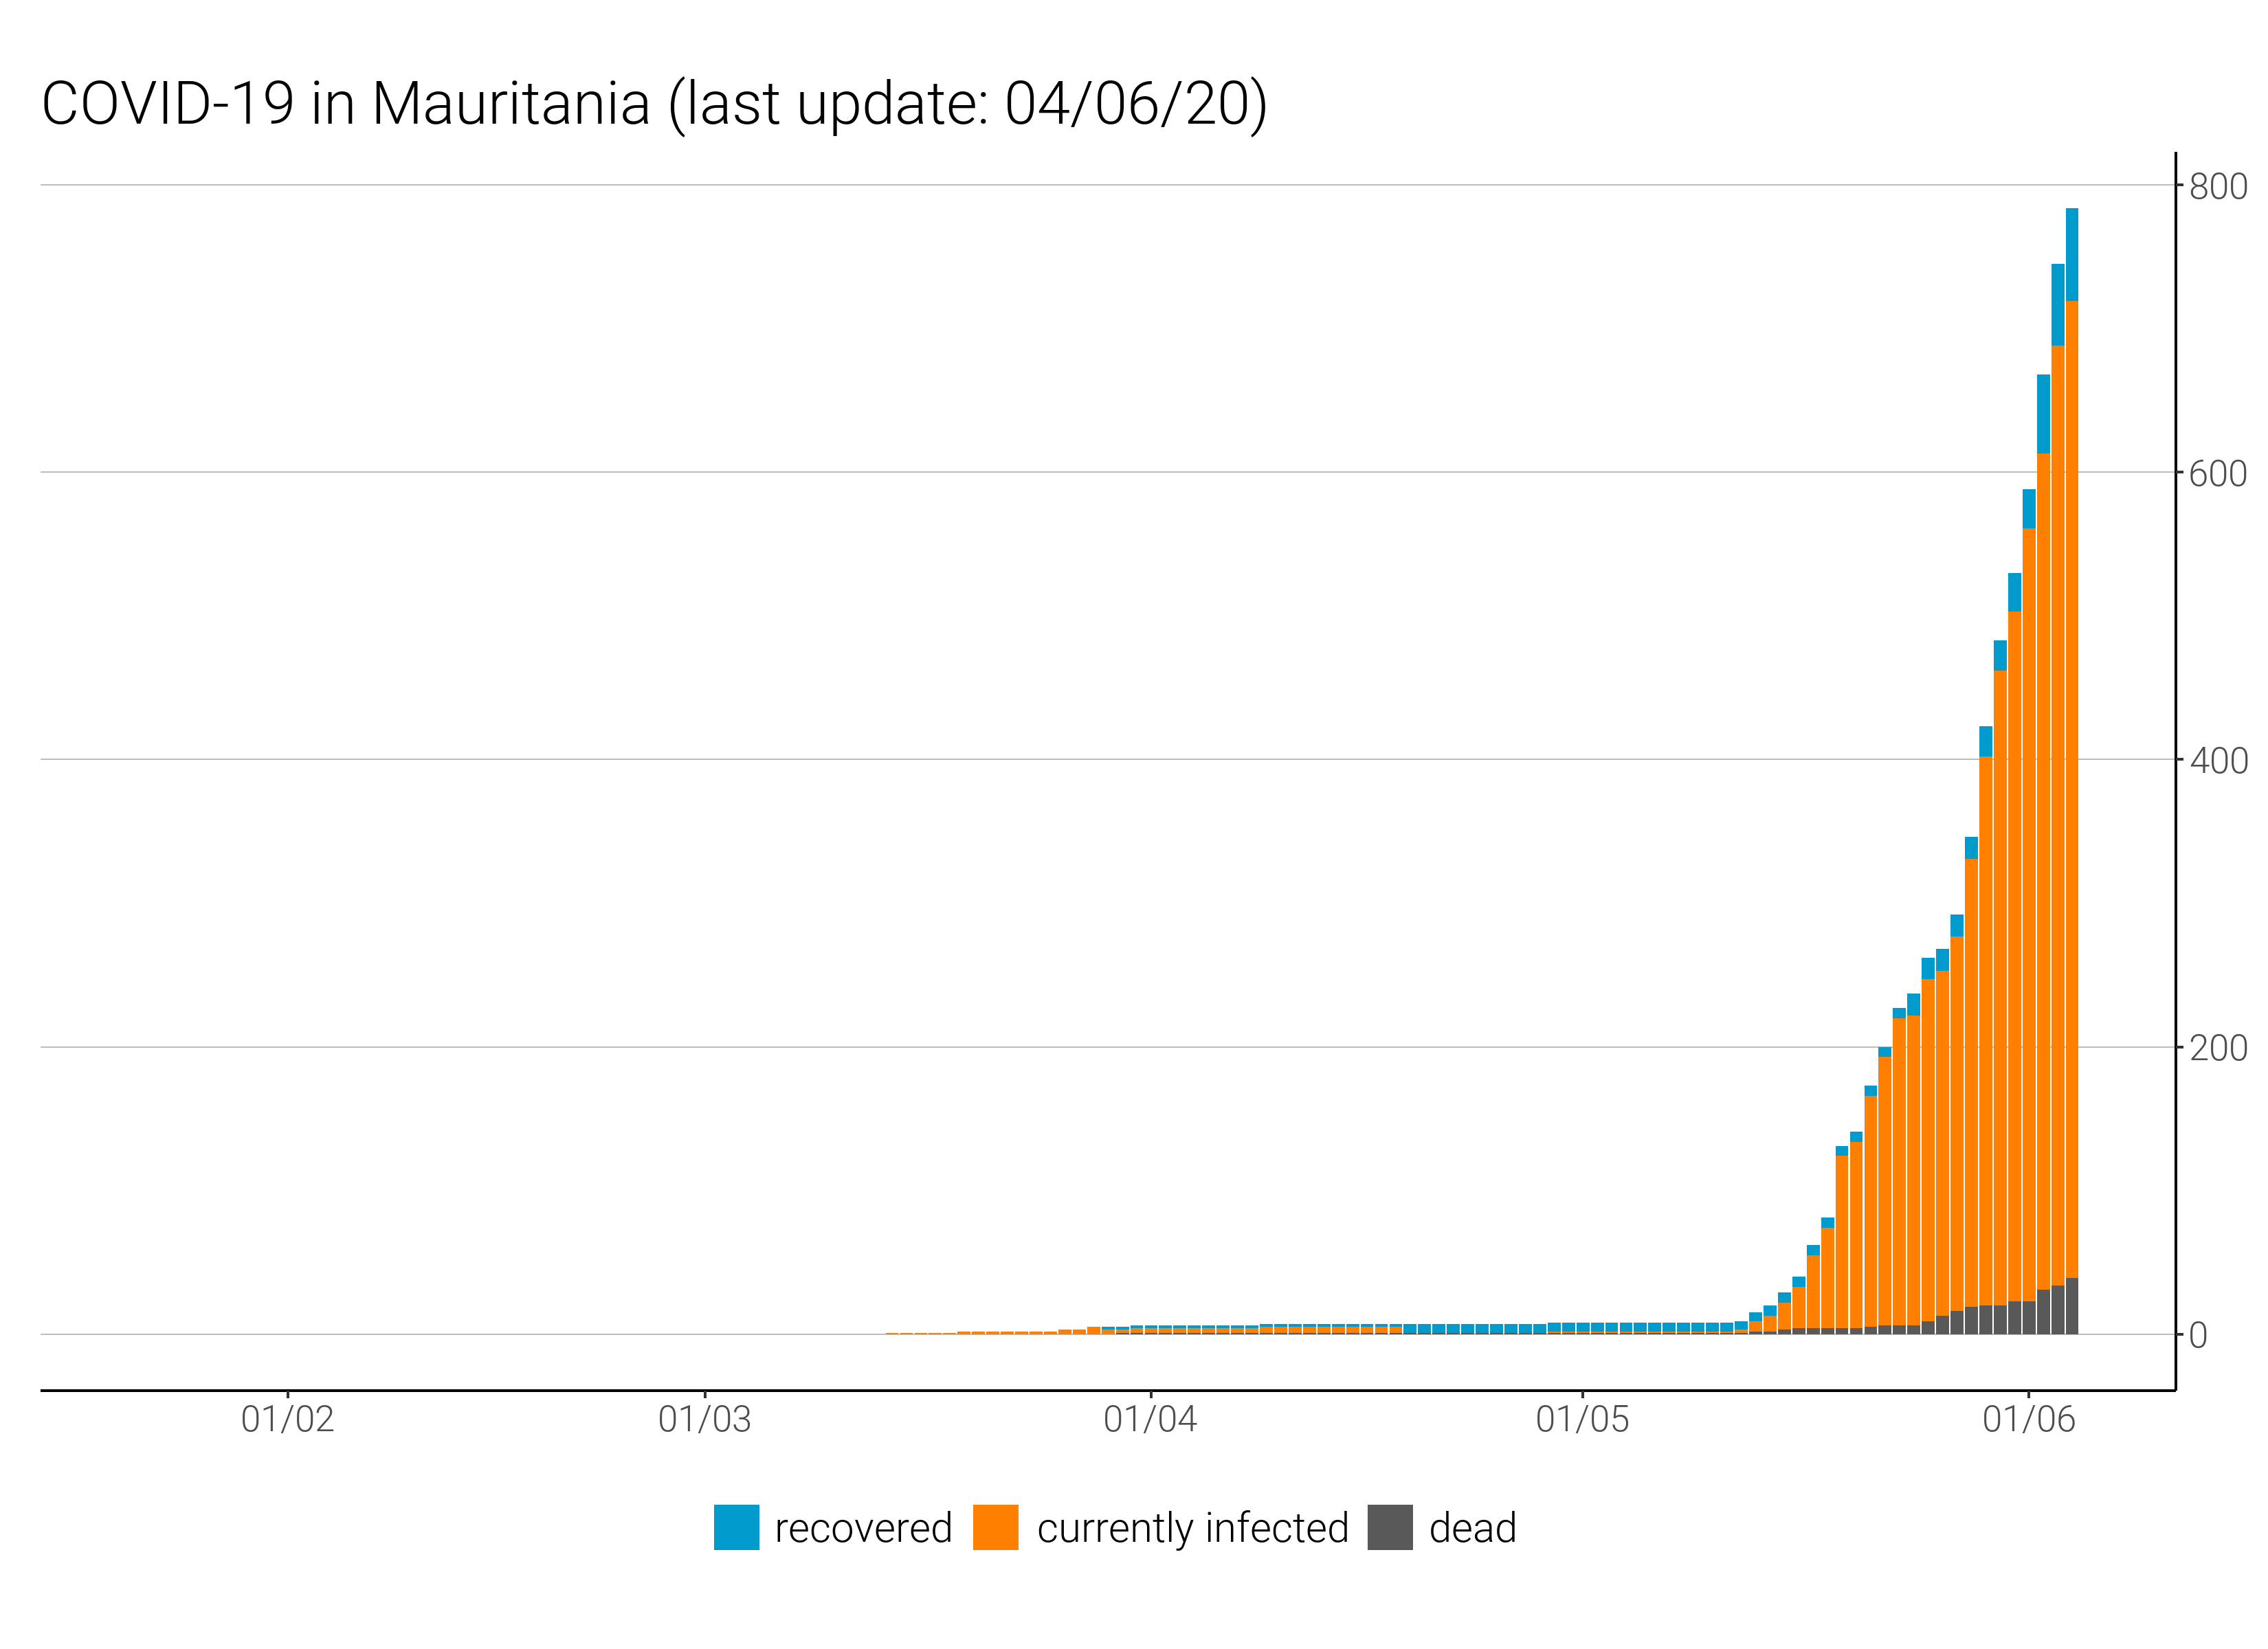 COVID-19 in Mauritania (last update: 04/06/20)
800
600
400
200
0
01/02 01/03 01/04 01/05 01/06
recovered currently infected dead